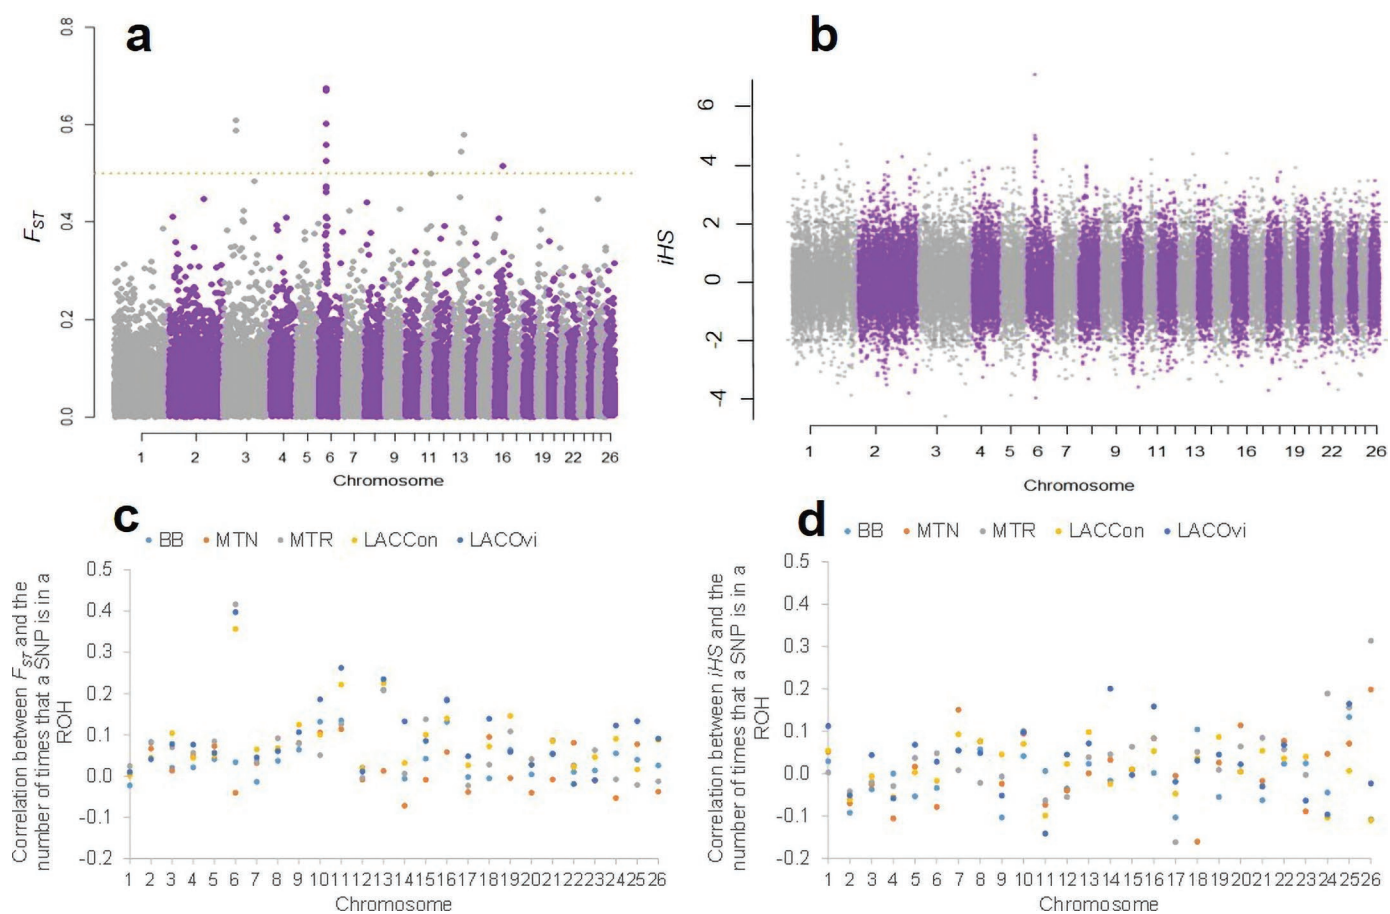 a
0.8
0.6
0.4
0.2
0.0
FST
1 2 3 4 5 6 7 9 11 13 16 19 22 26
Chromosome
b
6
4
2
0
-2
-4
iHS
1 2 3 4 5 6 7 9 11 13 16 19 22 26
Chromosome
c
BB MTN MTR LACCon LACOvi
Correlation between FST and the
number of times that a SNP is in a
ROH
0.5
0.4
0.3
0.2
0.1
0.0
-0.1
-0.2
1 2 3 4 5 6 7 8 9 10 11 12 13 14 15 16 17 18 19 20 21 22 23 24 25 26
Chromosome
d
BB MTN MTR LACCon LACOvi
Correlation between iHS and the
number of times that a SNP is in a
ROH
0.5
0.4
0.3
0.2
0.1
0.0
-0.1
-0.2
1 2 3 4 5 6 7 8 9 10 11 12 13 14 15 16 17 18 19 20 21 22 23 24 25 26
Chromosome